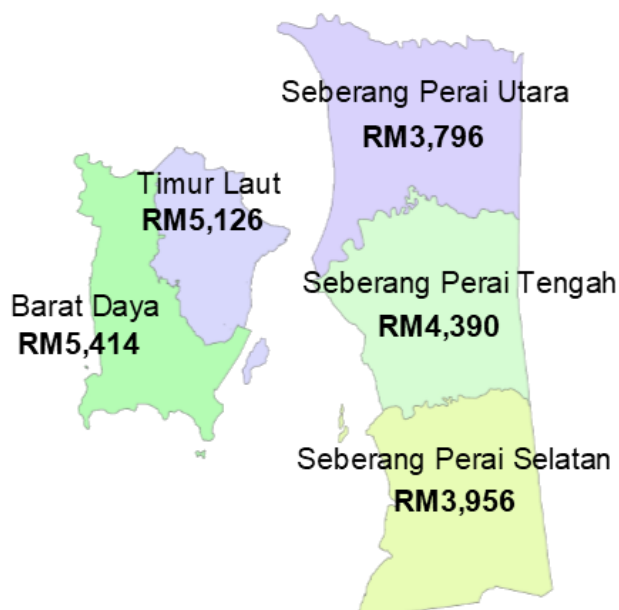 Seberang Perai Utara
RM3,796
Timur Laut
RM5,126
Seberang Perai Tengah
RM4,390
Barat Daya
RM5,414
Seberang Perai Selatan
RM3,956